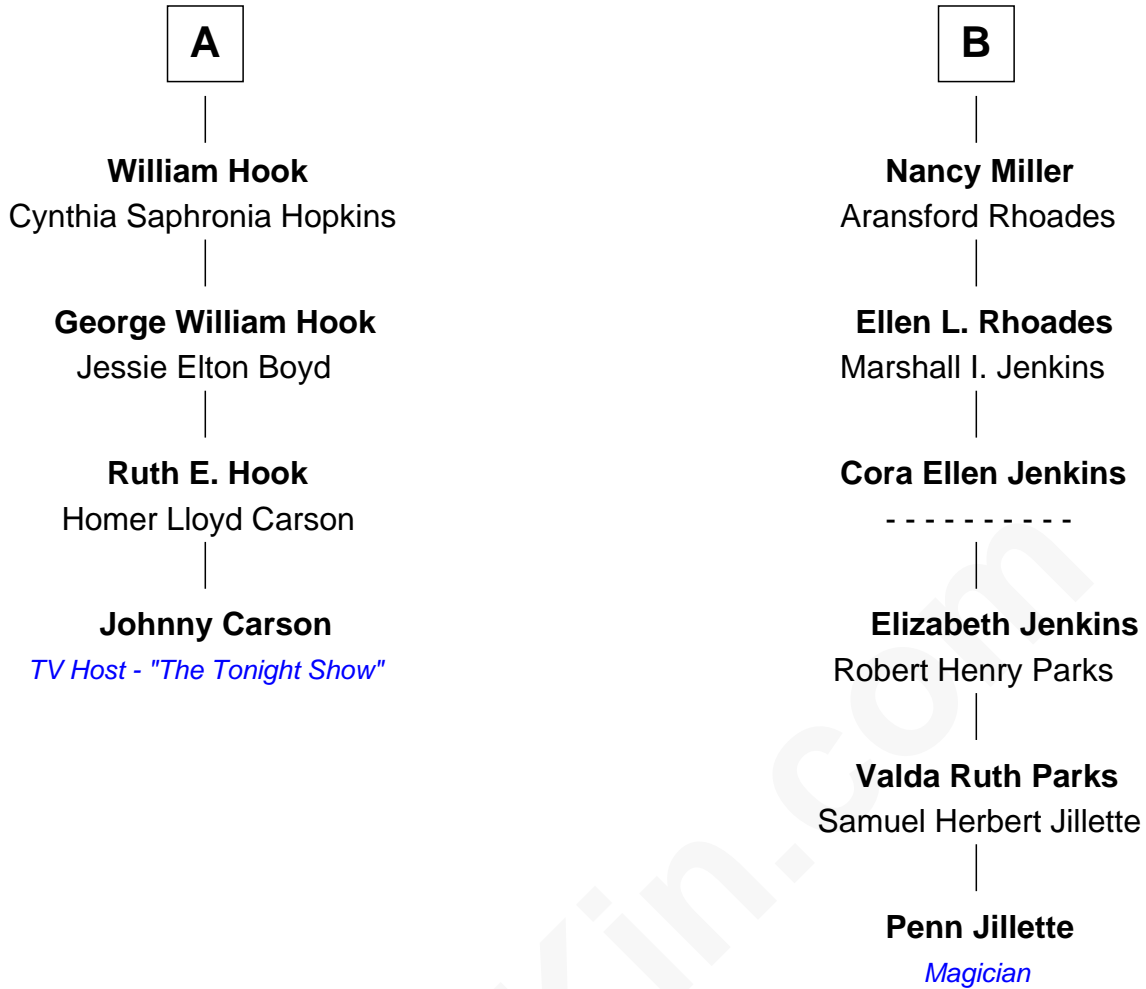 A
William Hook
Cynthia Saphronia Hopkins
George William Hook
Jessie Elton Boyd
Ruth E. Hook
Homer Lloyd Carson
Johnny Carson
TV Host - "The Tonight Show"
B
Nancy Miller
Aransford Rhoades
Ellen L. Rhoades
Marshall I. Jenkins
Cora Ellen Jenkins
- - - - - - - - - -
Elizabeth Jenkins
Robert Henry Parks
Valda Ruth Parks
Samuel Herbert Jillette
Penn Jillette
Magician